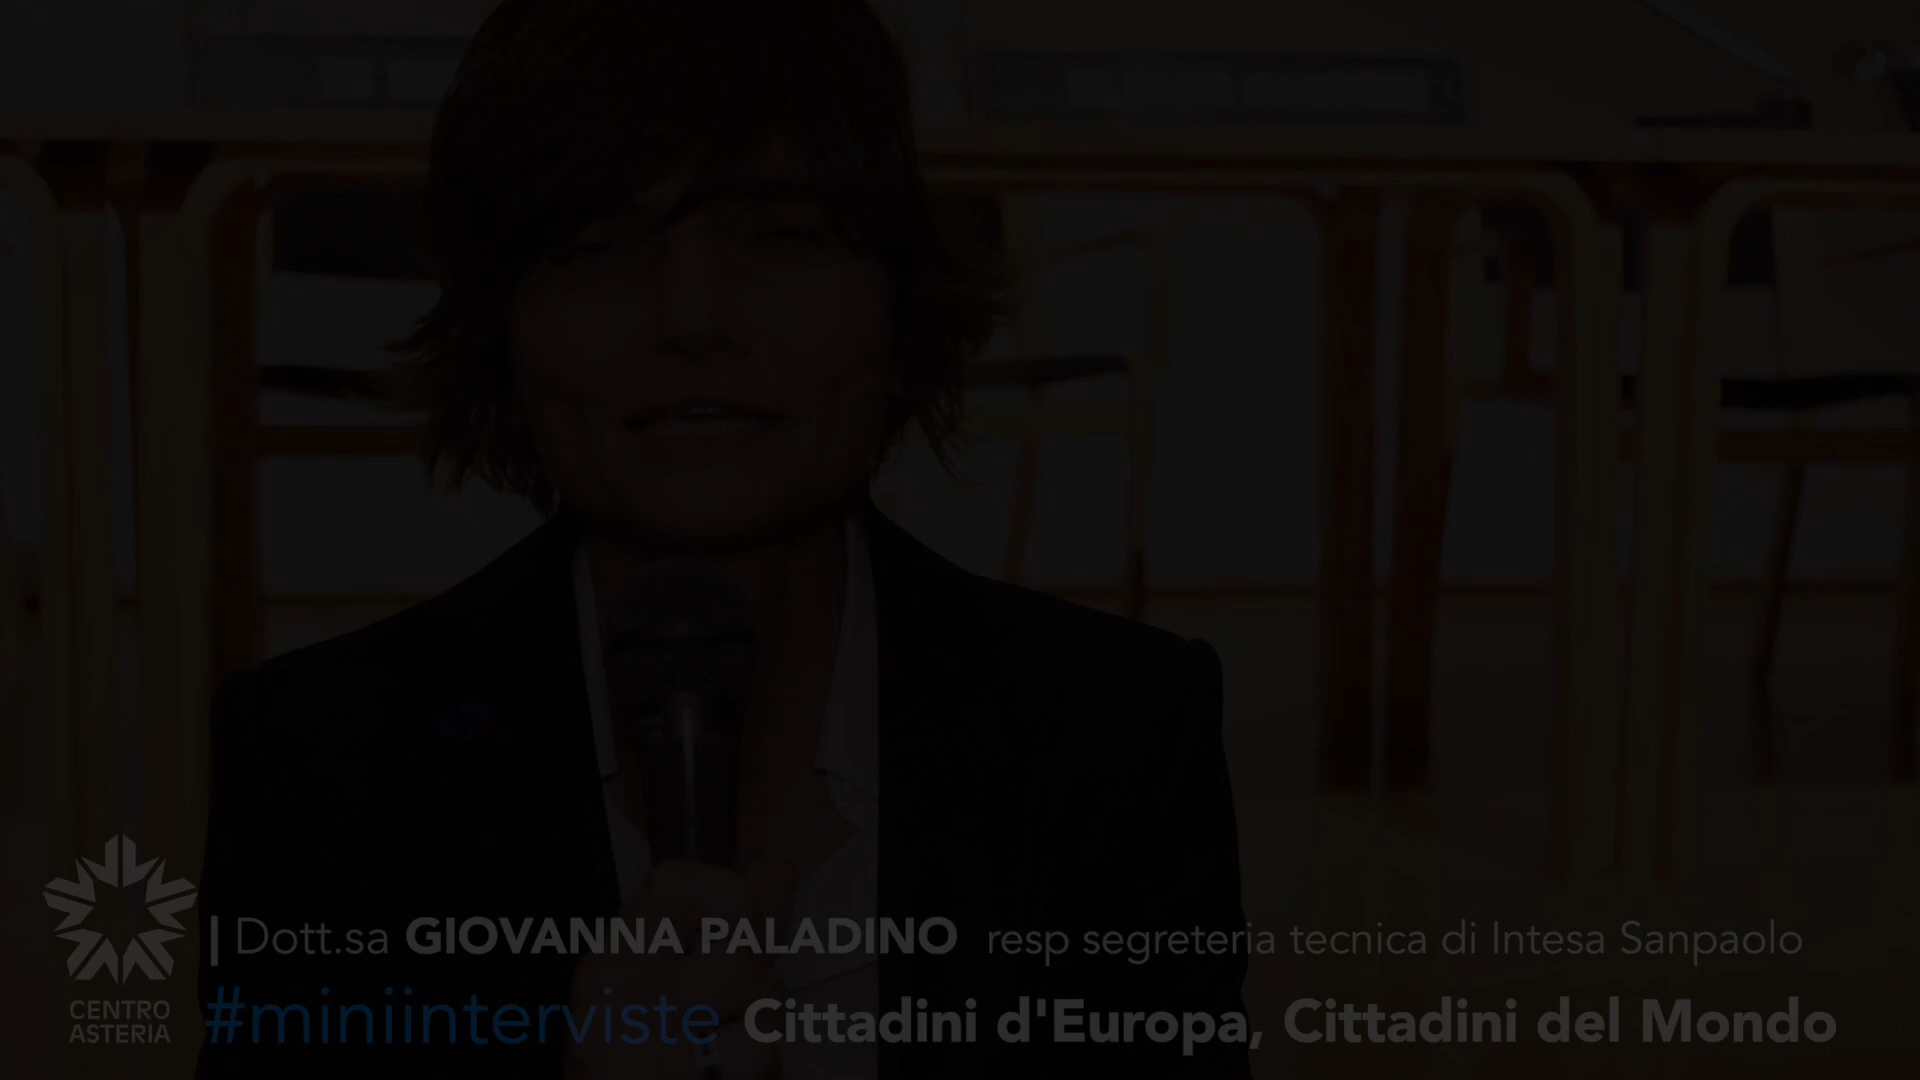 | Dott.sa GIOVANNA PALADINO resp segreteria tecnica di Intesa Sanpaolo
CENTRO
ASTERIA
#miniinterviste Cittadini d'Europa, Cittadini del Mondo